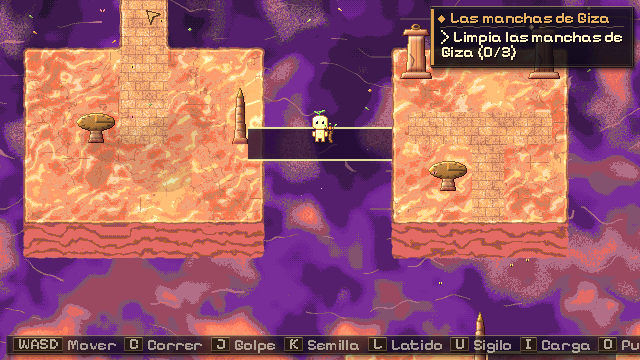 Las manchas de Giza
Limpia las manchas de
Giza (0/3)
WASD Mover C Correr J Golpe K Semilla L Latido U Sigilo I Carga O Pu